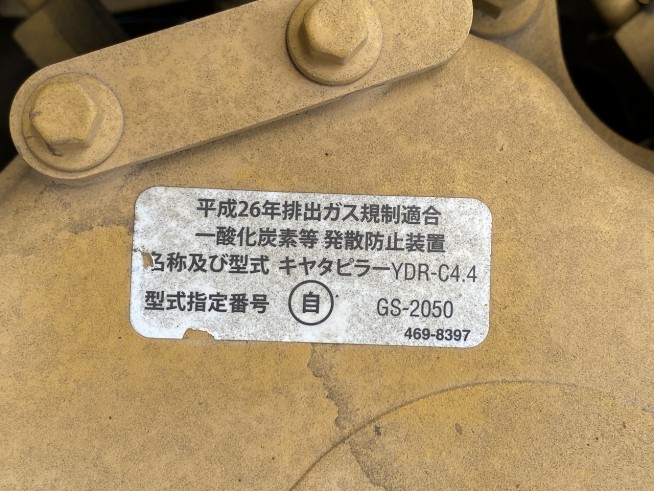 平成26年排出ガス規制適合
一酸化炭素等 発散防止装置
名称及び型式 キヤタピラーYDR-C4.4
型式指定番号 自 GS-2050
469-8397